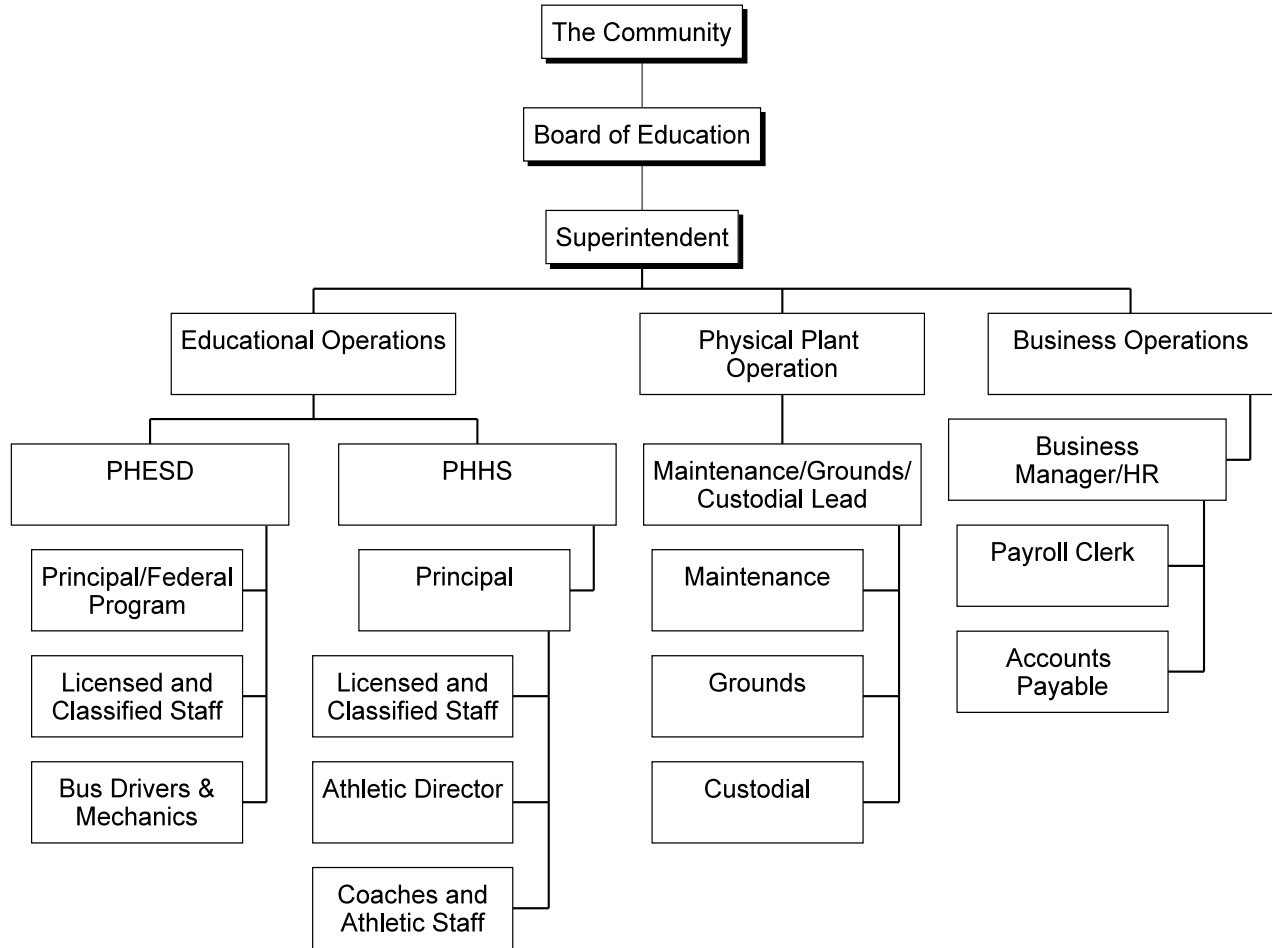 The Community
Board of Education
Superintendent
Educational Operations
Physical Plant
Operation
Business Operations
PHESD
PHHS
Maintenance/Grounds/
Custodial Lead
Business
Manager/HR
Principal/Federal
Program
Principal
Maintenance
Payroll Clerk
Licensed and
Classified Staff
Licensed and
Classified Staff
Grounds
Accounts
Payable
Bus Drivers &
Mechanics
Athletic Director
Custodial
Coaches and
Athletic Staff